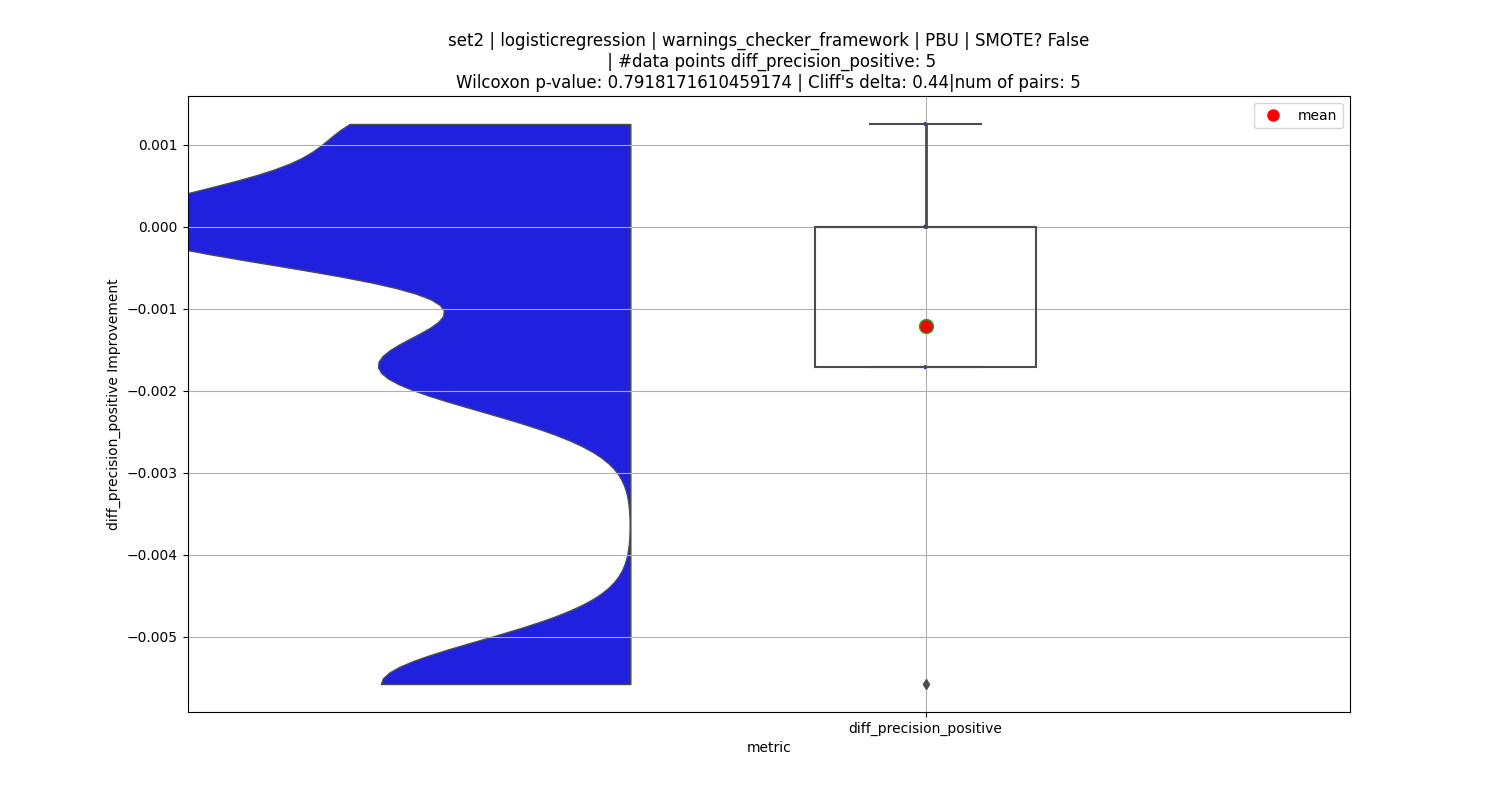 set2 | logisticregression | warnings_checker_framework | PBU | SMOTE? False
| #data points diff_precision_positive: 5
Wilcoxon p-value: 0.7918171610459174 | Cliff's delta: 0.44|num of pairs: 5
mean
0.001
0.000
−0.001
−0.002
−0.003
−0.004
−0.005
diff_precision_positive Improvement
diff_precision_positive
metric